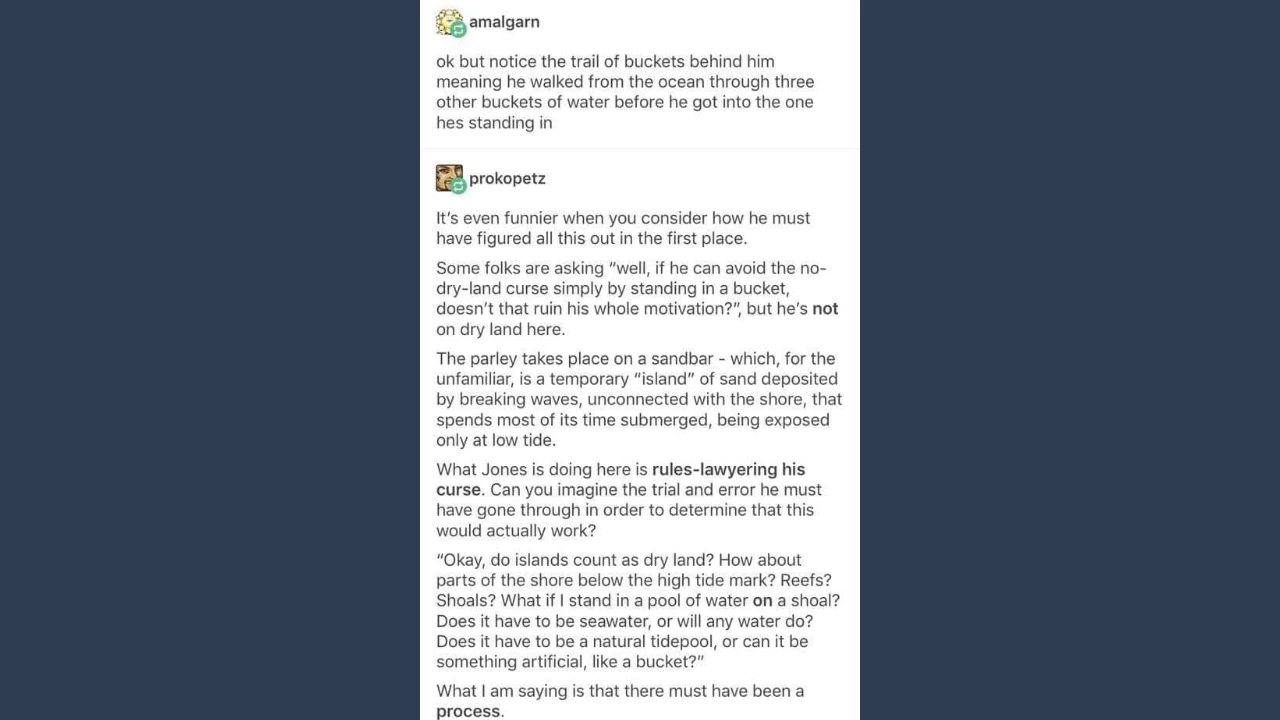 amalgarn
ok but notice the trail of buckets behind him
meaning he walked from the ocean through three
other buckets of water before he got into the one
hes standing in
prokopetz
It’s even funnier when you consider how he must
have figured all this out in the first place.
Some folks are asking “well, if he can avoid the no-
dry-land curse simply by standing in a bucket,
doesn’t that ruin his whole motivation?”, but he’s not
on dry land here.
The parley takes place on a sandbar - which, for the
unfamiliar, is a temporary “island” of sand deposited
by breaking waves, unconnected with the shore, that
spends most of its time submerged, being exposed
only at low tide.
What Jones is doing here is rules-lawyering his
curse. Can you imagine the trial and error he must
have gone through in order to determine that this
would actually work?
“Okay, do islands count as dry land? How about
parts of the shore below the high tide mark? Reefs?
Shoals? What if I stand in a pool of water on a shoal?
Does it have to be seawater, or will any water do?
Does it have to be a natural tidepool, or can it be
something artificial, like a bucket?”
What I am saying is that there must have been a
process.